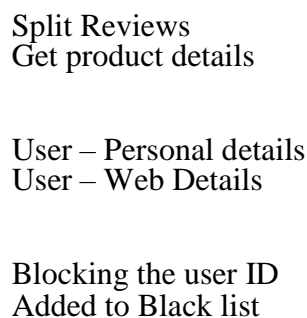 Split Reviews
Get product details
User – Personal details
User – Web Details
Blocking the user ID
Added to Black list